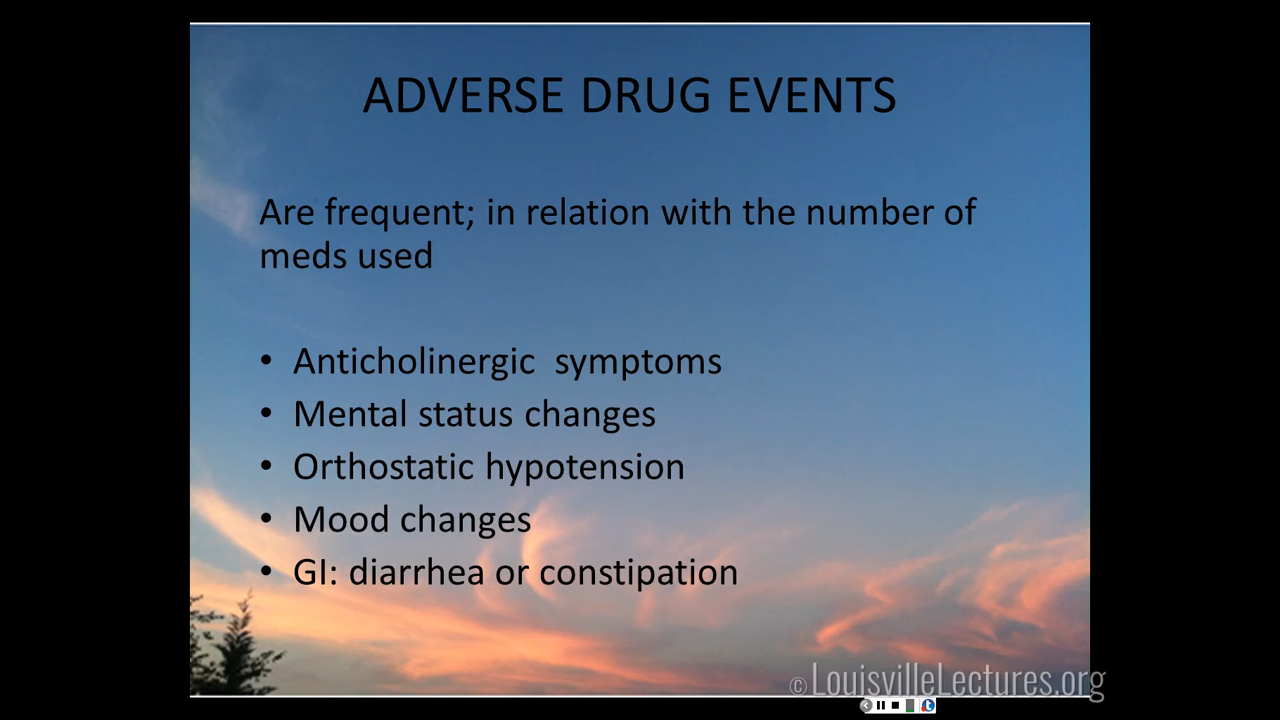 ADVERSE DRUG EVENTS
Are frequent; in relation with the number of
meds used
• Anticholinergic  symptoms
• Mental status changes
• Orthostatic hypotension
• Mood changes
• GI: diarrhea or constipation
© LouisvilleLectures.org